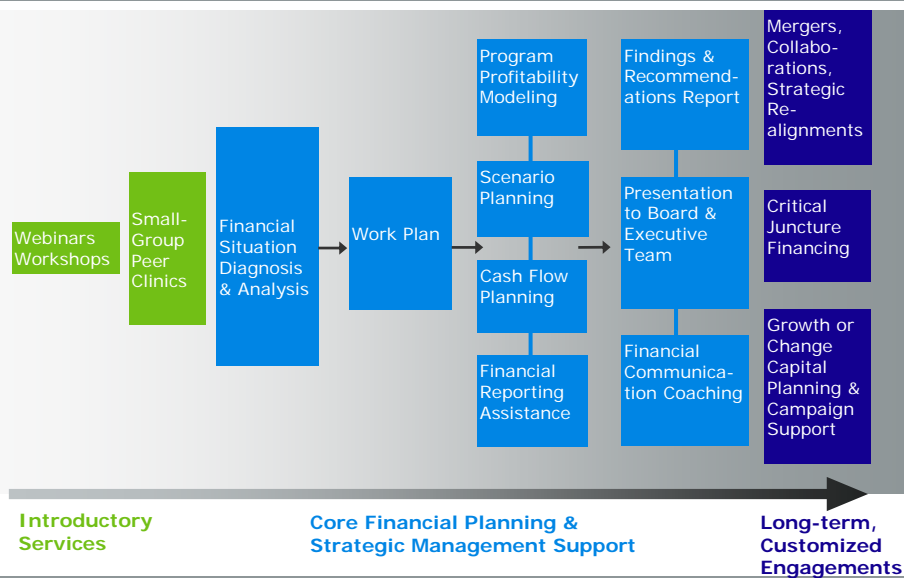 Webinars
Workshops
Small-
Group
Peer
Clinics
Financial
Situation
Diagnosis
& Analysis
Work Plan
Program
Profitability
Modeling
Scenario
Planning
Cash Flow
Planning
Financial
Reporting
Assistance
Findings &
Recommend-
ations Report
Presentation
to Board &
Executive
Team
Financial
Communica-
tion Coaching
Mergers,
Collabo-
rations,
Strategic
Re-
alignments
Critical
Juncture
Financing
Growth or
Change
Capital
Planning &
Campaign
Support
Introductory
Services
Core Financial Planning &
Strategic Management Support
Long-term,
Customized
Engagements